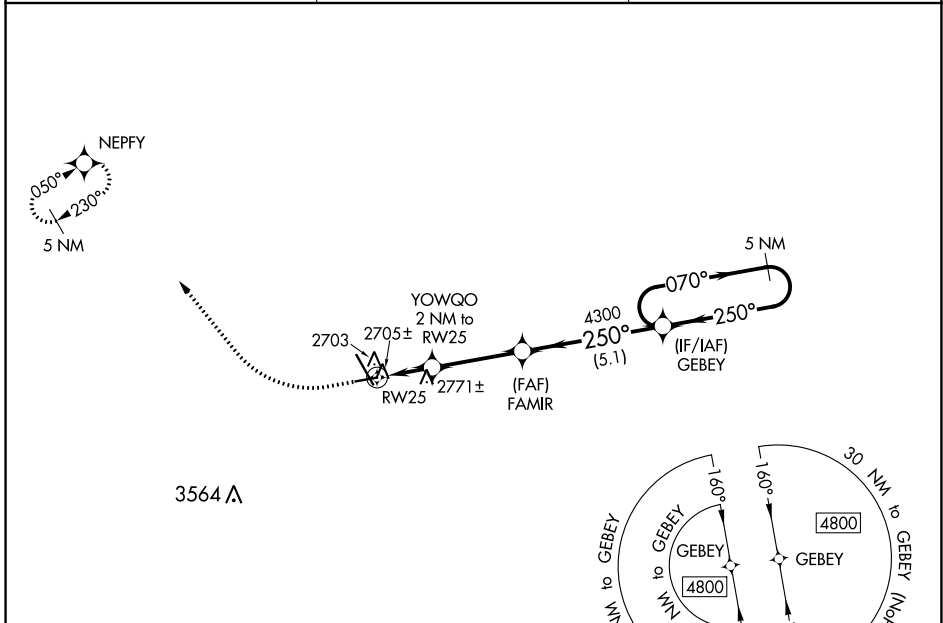 NEPFY
050°
230°
5 NM
5 NM
070°
250°
YOWQO
2 NM to
RW25
4300
250°
(5.1)
(IF/IAF)
GEBEY
2703
2705±
RW25
2771±
(FAF)
FAMIR
3564
160°
160°
30 NM to GEBEY
NM to GEBEY
NM to GEBEY
4800
GEBEY
GEBEY
4800